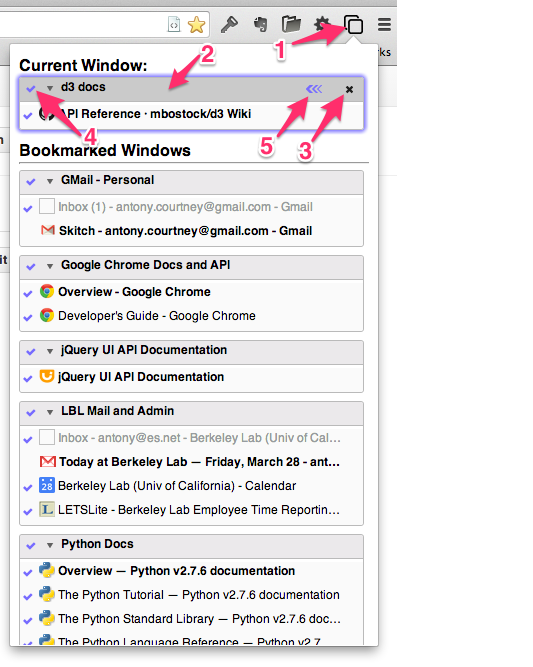 1
ks
Current Window:
2
d3 docs
API Reference · mbostock/d3 Wiki
4
5
3
Bookmarked Windows
GMail - Personal
Inbox (1) - antony.courtney@gmail.com - Gmail
Skitch - antony.courtney@gmail.com - Gmail
it
Google Chrome Docs and API
Overview - Google Chrome
Developer's Guide - Google Chrome
jQuery UI API Documentation
jQuery UI API Documentation
LBL Mail and Admin
Inbox - antony@es.net - Berkeley Lab (Univ of Cal…
Today at Berkeley Lab — Friday, March 28 - ant…
28 Berkeley Lab (Univ of California) - Calendar
L LETSLite - Berkeley Lab Employee Time Reportin…
Python Docs
Overview — Python v2.7.6 documentation
The Python Tutorial — Python v2.7.6 documentation
The Python Standard Library — Python v2.7.6 doc…
The Python Language Reference — Python v2.7